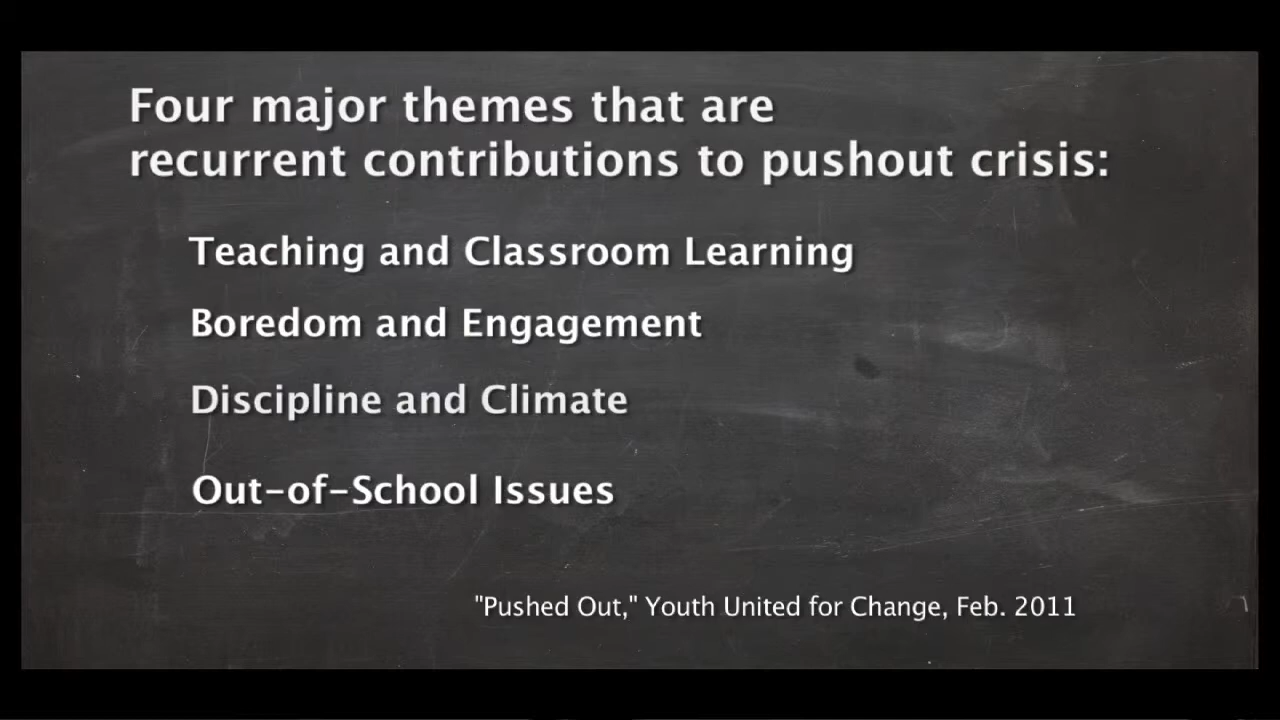 Four major themes that are
recurrent contributions to pushout crisis:
Teaching and Classroom Learning
Boredom and Engagement
Discipline and Climate
Out-of-School Issues
"Pushed Out," Youth United for Change, Feb. 2011